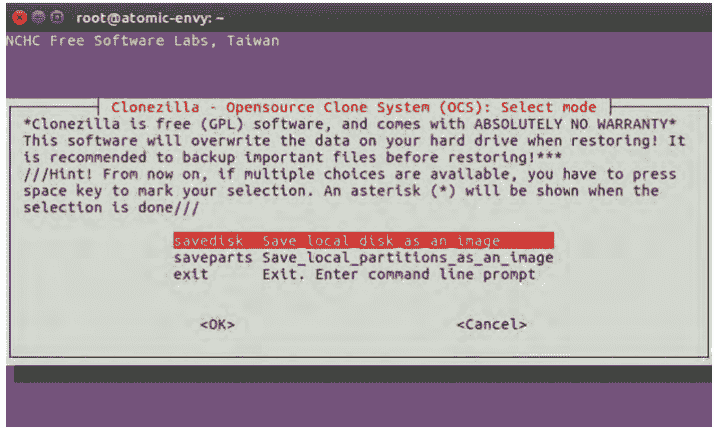 root@atomic-envy: ~
NCHC Free Software Labs, Taiwan
Clonezilla - Opensource Clone System (OCS): Select mode
*Clonezilla is free (GPL) software, and comes with ABSOLUTELY NO WARRANTY*
This software will overwrite the data on your hard drive when restoring! It
is recommended to backup important files before restoring!***
///Hint! From now on, if multiple choices are available, you have to press
space key to mark your selection. An asterisk (*) will be shown when the
selection is done///
savedisk Save_local_disk_as_an_image
saveparts Save_local_partitions_as_an_image
exit Exit. Enter command line prompt
<OK> <Cancel>